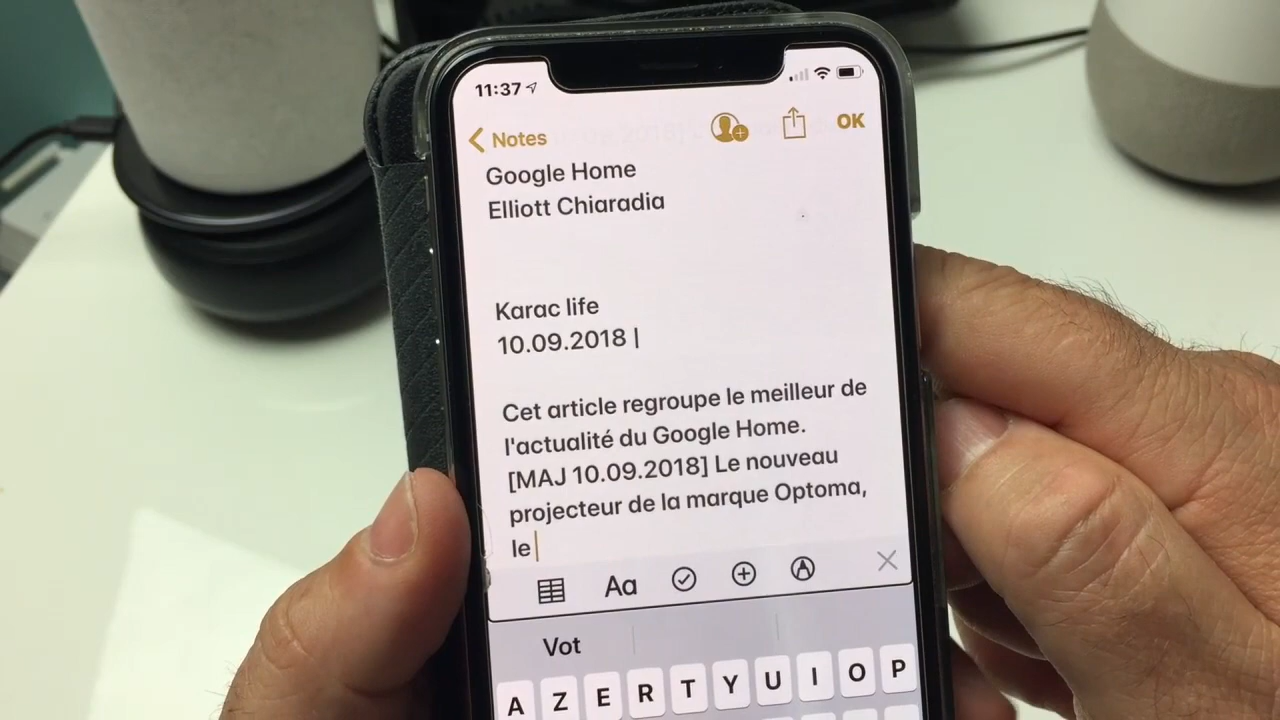 11:37
Notes
OK
Google Home
Elliott Chiaradia
Karac life
10.09.2018 |
Cet article regroupe le meilleur de
l'actualité du Google Home.
[MAJ 10.09.2018] Le nouveau
projecteur de la marque Optoma,
le
Aa
Vot
A Z E R T Y U I O P